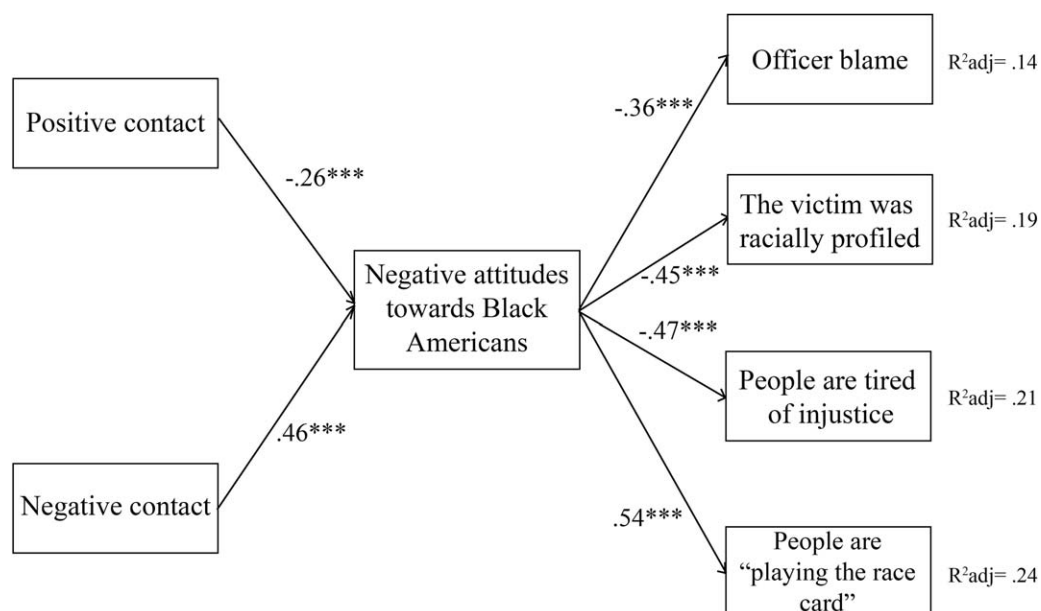 Positive contact
Negative contact
-.26***
.46***
Negative attitudes
towards Black
Americans
-.36***
-.45***
-.47***
.54***
Officer blame
R²adj= .14
The victim was
racially profiled
R²adj= .19
People are tired
of injustice
R²adj= .21
People are
“playing the race
card”
R²adj= .24